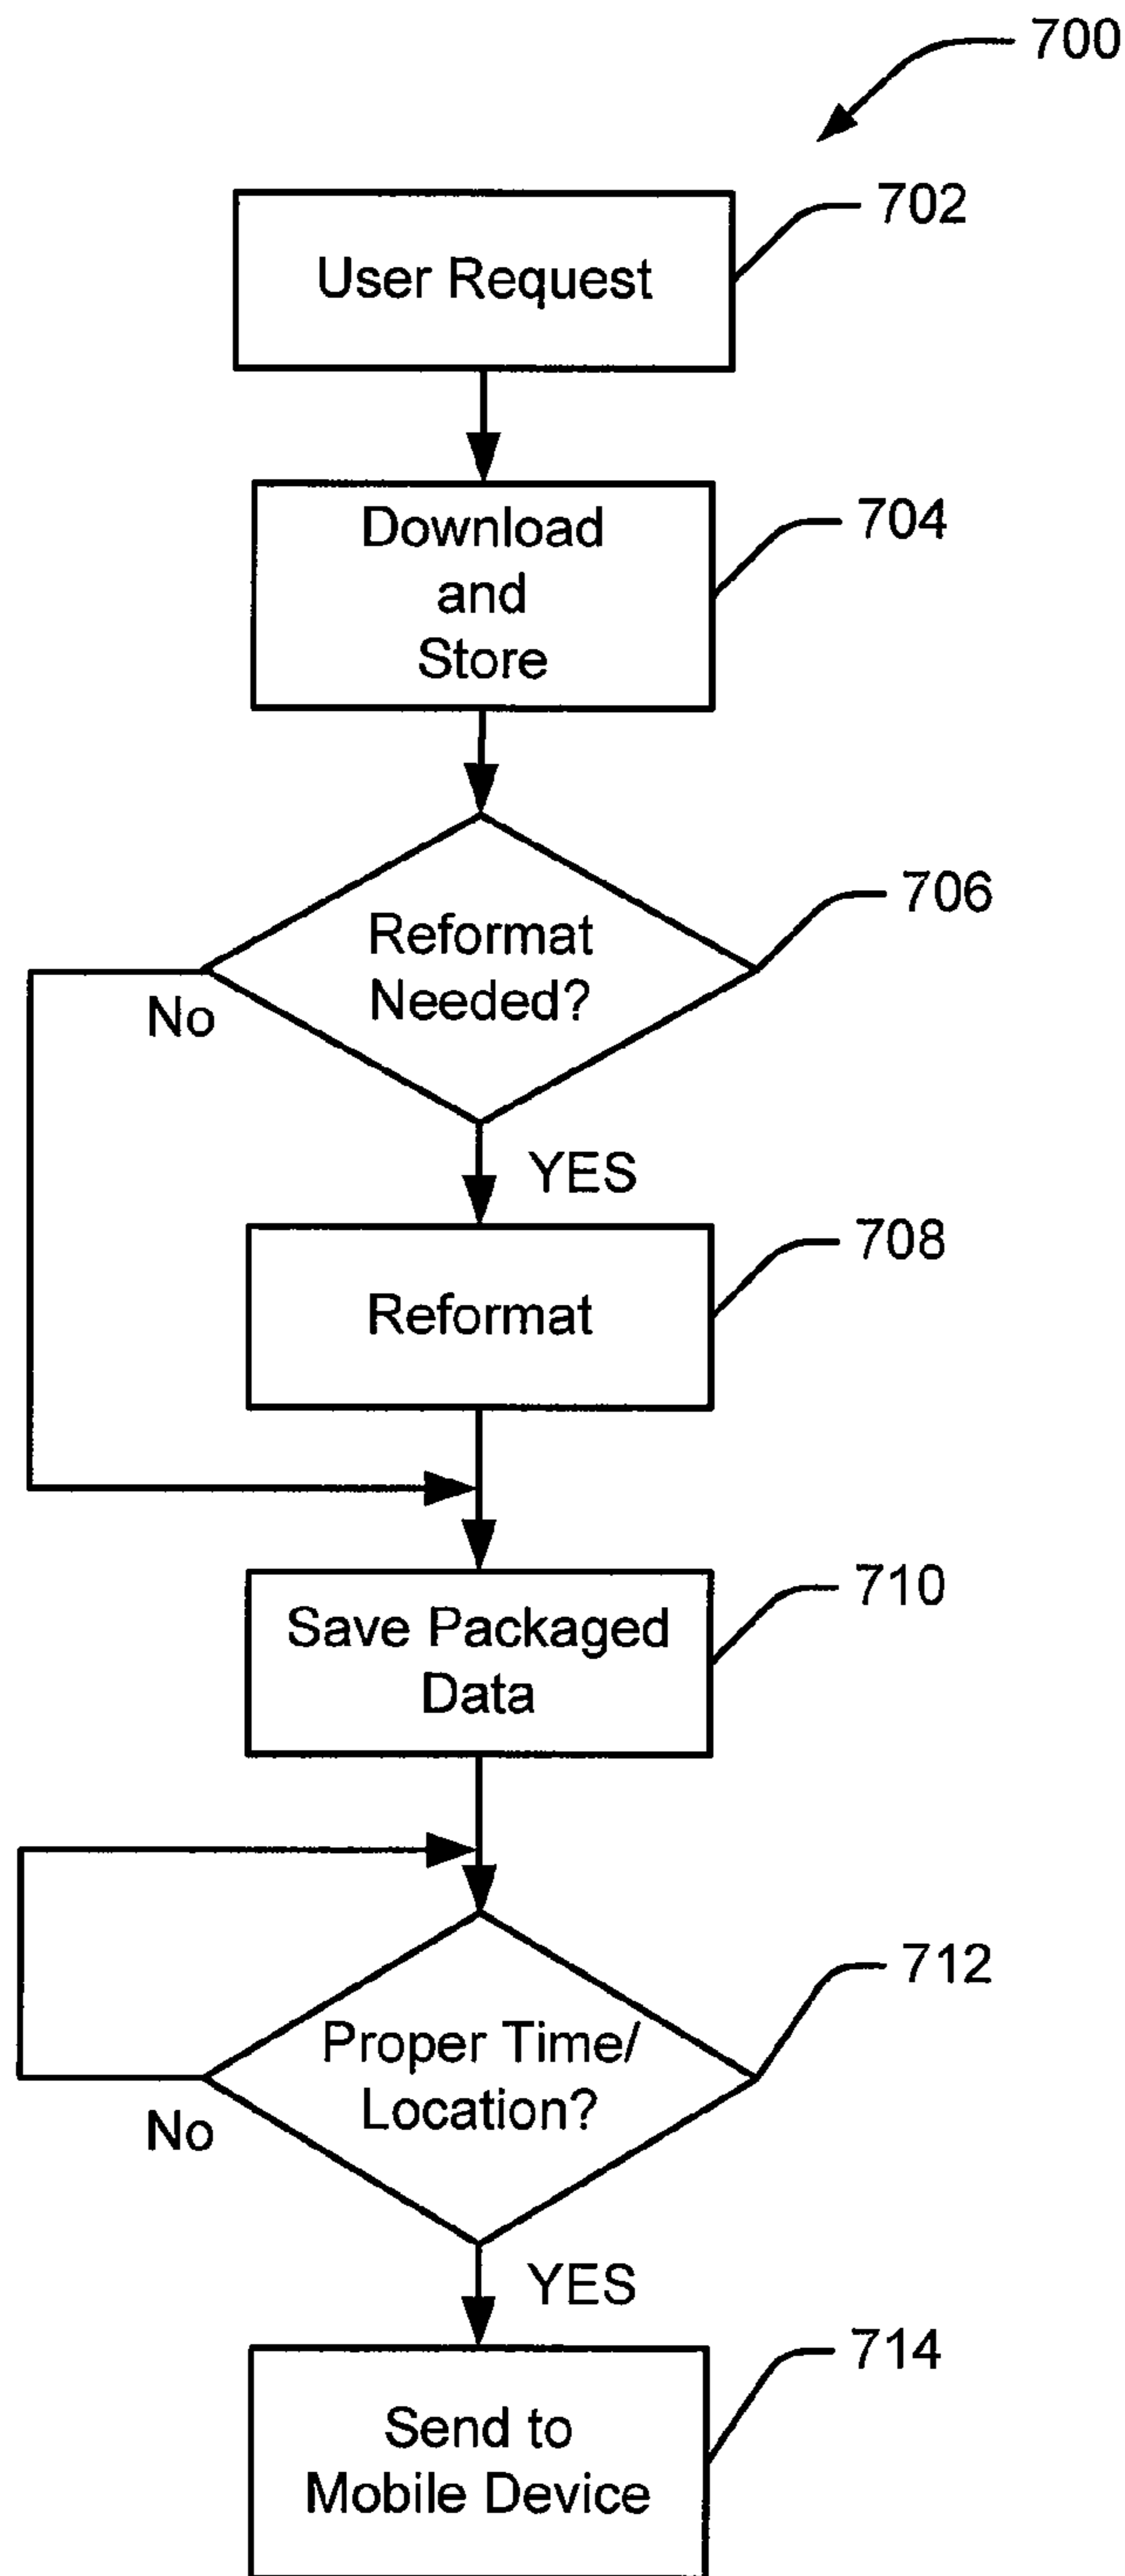 700
702
User Request
704
Download
and
Store
706
Reformat
Needed?
No
YES
708
Reformat
710
Save Packaged
Data
712
Proper Time/
Location?
No
YES
714
Send to
Mobile Device